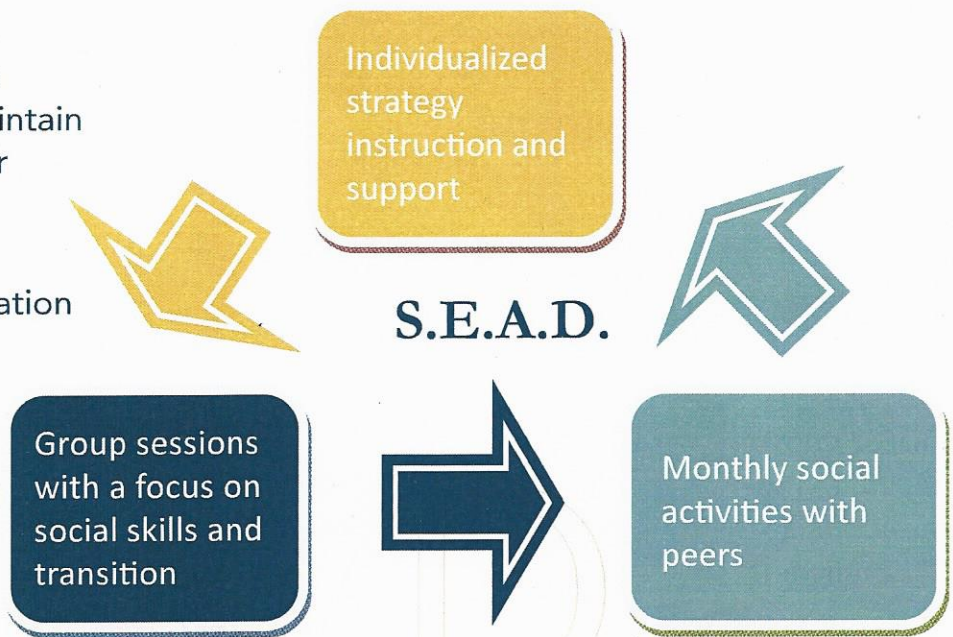 intain
r
ation
Individualized
strategy
instruction and
support
S.E.A.D.
Group sessions
with a focus on
social skills and
transition
Monthly social
activities with
peers